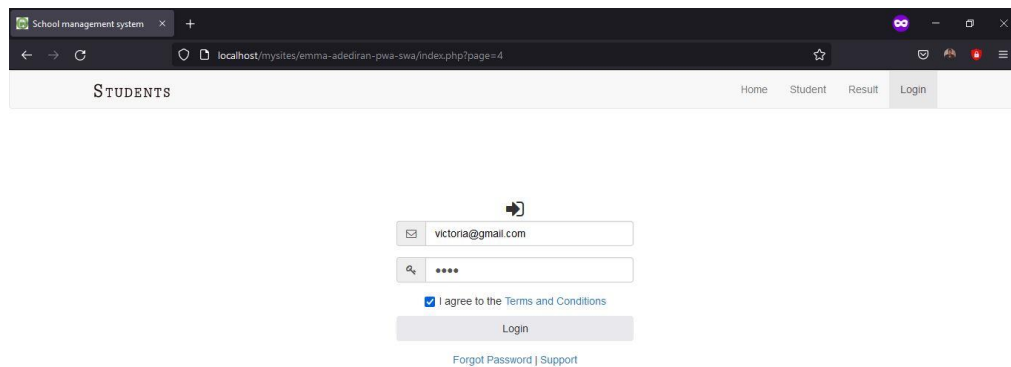 School management system
localhost/mysites/emma-adediran-pwa-swa/index.php?page=4
STUDENTS Home Student Result Login
victoria@gmail.com
••••
I agree to the Terms and Conditions
Login
Forgot Password | Support